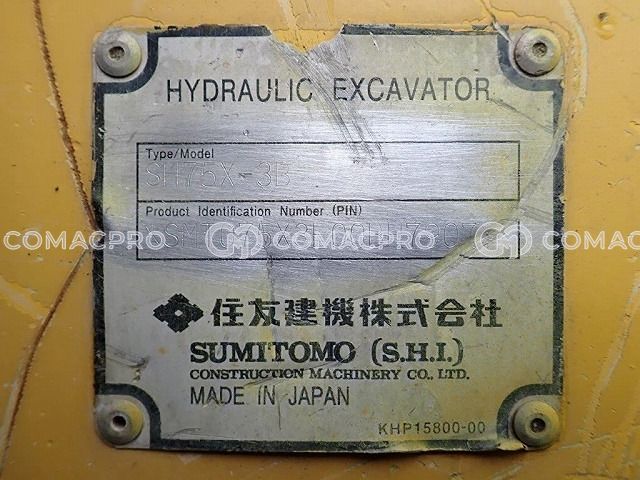 HYDRAULIC EXCAVATOR
Type/Model
SH75X-3B
Product Identification Number (PIN)
COMACPRO COMACPRO COMACPRO
住友建機株式会社
SUMITOMO (S.H.I.)
CONSTRUCTION MACHINERY CO., LTD.
MADE IN JAPAN
KHP15800-00